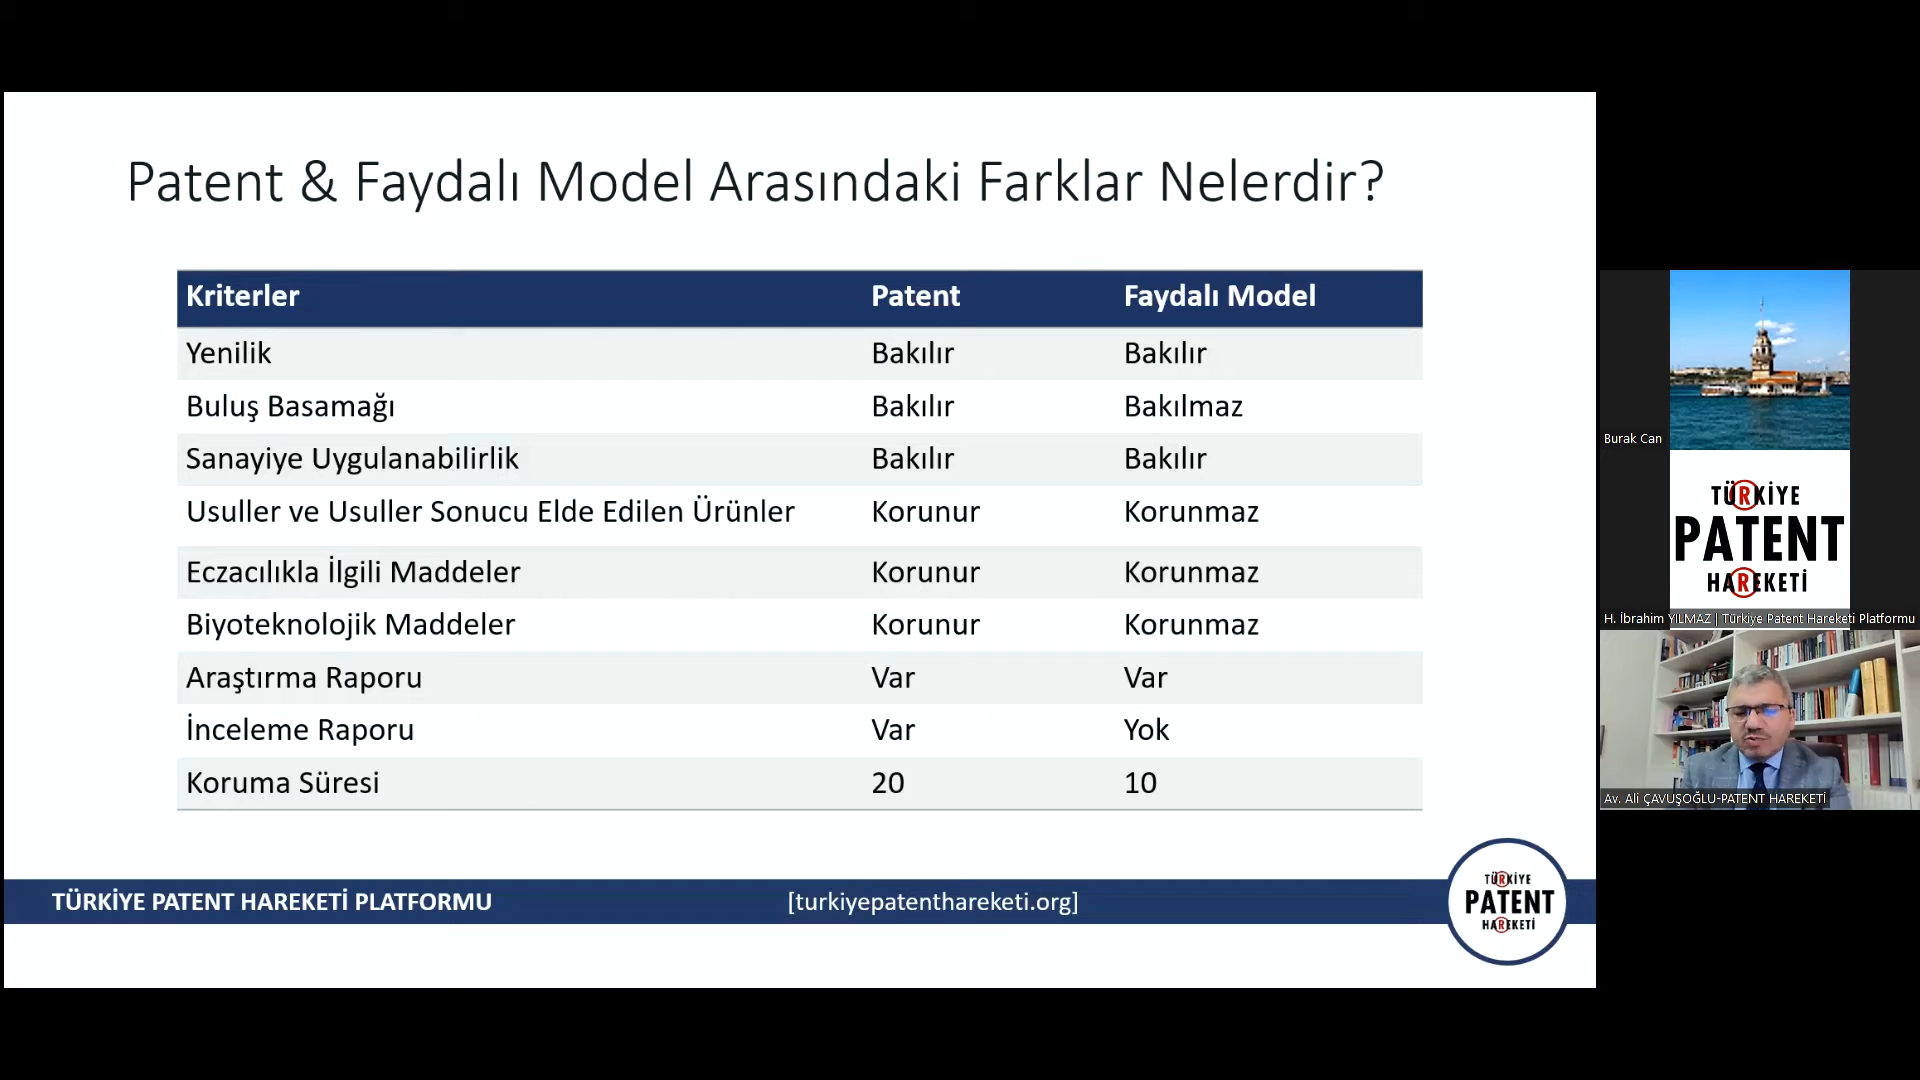 Patent & Faydalı Model Arasındaki Farklar Nelerdir?
Kriterler Patent Faydalı Model
Yenilik Bakılır Bakılır
Buluş Basamağı Bakılır Bakılmaz
Sanayiye Uygulanabilirlik Bakılır Bakılır
Usuller ve Usuller Sonucu Elde Edilen Ürünler Korunur Korunmaz
Eczacılıkla İlgili Maddeler Korunur Korunmaz
Biyoteknolojik Maddeler Korunur Korunmaz
Araştırma Raporu Var Var
İnceleme Raporu Var Yok
Koruma Süresi 20 10
TÜRKİYE PATENT HAREKETİ PLATFORMU [turkiyepatenthareketi.org]
TÜRKİYE
PATENT
HAREKETİ
Burak Can
TÜRKİYE
PATENT
HAREKETİ
H. İbrahim YILMAZ | Türkiye Patent Hareketi Platformu
Av. Ali ÇAVUŞOĞLU-PATENT HAREKETİ